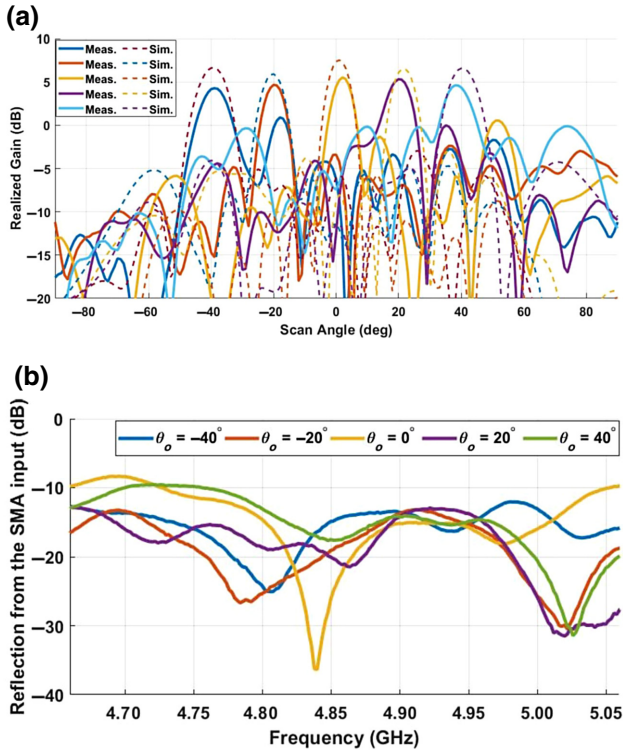 (a)
Realized Gain (dB)
10
5
0
−5
−10
−15
−20
Meas. Sim.
Meas. Sim.
Meas. Sim.
Meas. Sim.
Meas. Sim.
−80 −60 −40 −20 0 20 40 60 80
Scan Angle (deg)
(b)
Reflection from the SMA input (dB)
0
−10
−20
−30
−40
θo = −40° θo = −20° θo = 0° θo = 20° θo = 40°
4.70 4.75 4.80 4.85 4.90 4.95 5.00 5.05
Frequency (GHz)